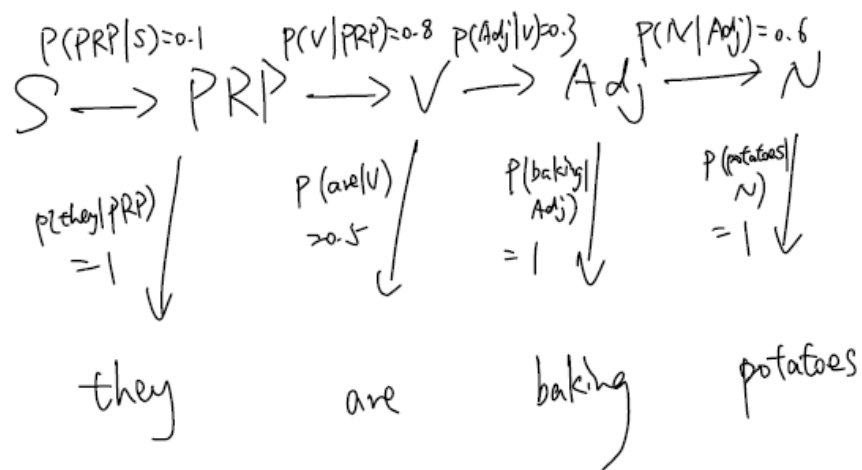 P(PRP|S)=0.1 P(V|PRP)=0.8 P(Adj|V)=0.3 P(N|Adj)=0.6
S → PRP → V → Adj → N
P(they|PRP)
=1
P(are|V)
=0.5
P(baking|
Adj)
=1
P(potatoes|
N)
=1
they are baking potatoes